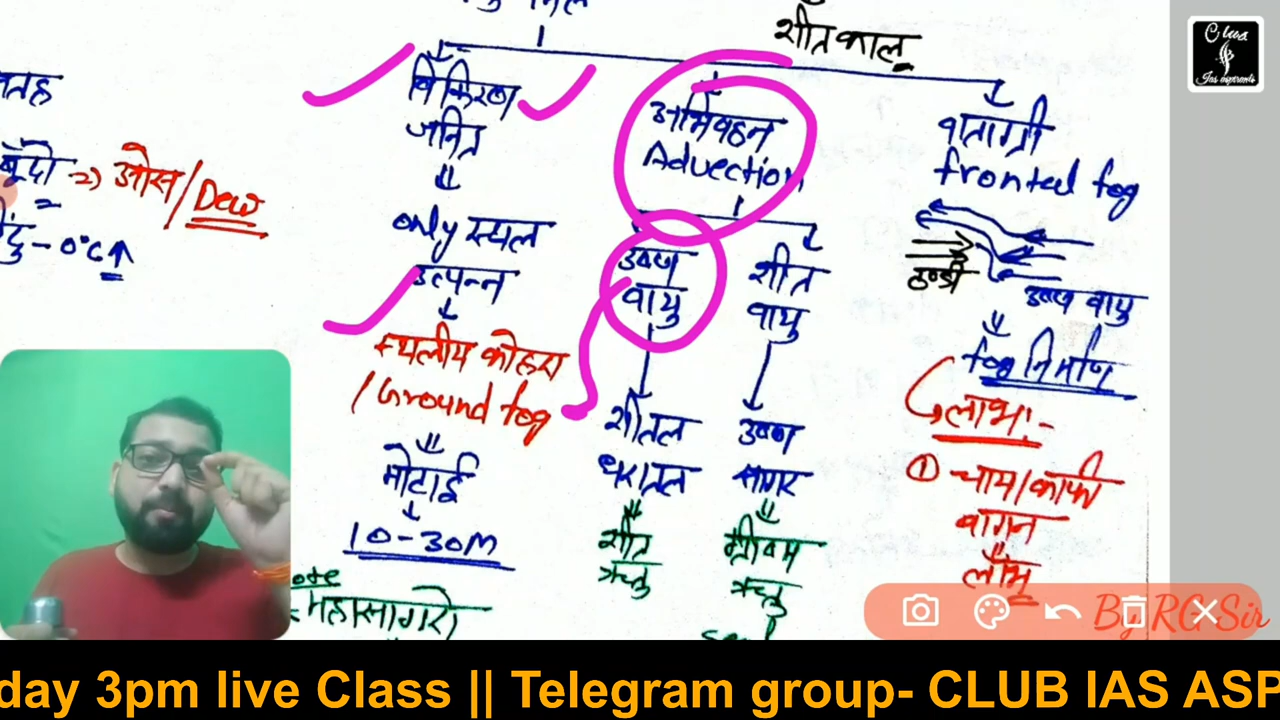 शीतकाल
विकिरण
जनित
only स्थल
उत्पन्न
स्थलीय कोहरा
/Ground fog
मोटाई
10-30M
अभिवहन
Advection
उष्ण
वायु
शीतल
धरातल
शीत
ऋतु
शीत
वायु
उष्ण
सागर
ग्रीष्म
ऋतु
वाताग्री
fronted fog
ठण्डी
उष्ण वायु
fog निर्माण
लाभ:-
① चाय/काफी
बागान
ओस/Dew
0°C
महासागरो
Club
Ias aspirants
By RG Sir
day 3pm live Class || Telegram group- CLUB IAS ASP